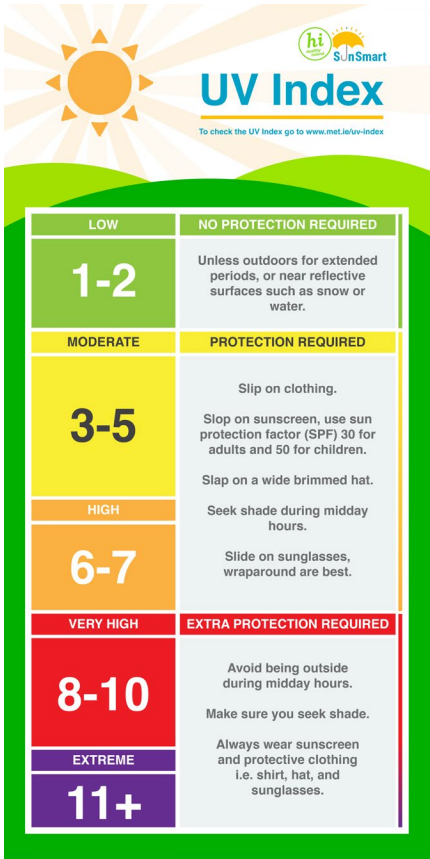 hi
SunSmart
UV Index
To check the UV Index go to www.met.ie/uv-index
LOW
NO PROTECTION REQUIRED
1-2
Unless outdoors for extended
periods, or near reflective
surfaces such as snow or
water.
MODERATE
PROTECTION REQUIRED
3-5
Slip on clothing.
Slop on sunscreen, use sun
protection factor (SPF) 30 for
adults and 50 for children.
Slap on a wide brimmed hat.
HIGH
Seek shade during midday
hours.
6-7
Slide on sunglasses,
wraparound are best.
VERY HIGH
EXTRA PROTECTION REQUIRED
8-10
Avoid being outside
during midday hours.
Make sure you seek shade.
EXTREME
Always wear sunscreen
and protective clothing
i.e. shirt, hat, and
sunglasses.
11+